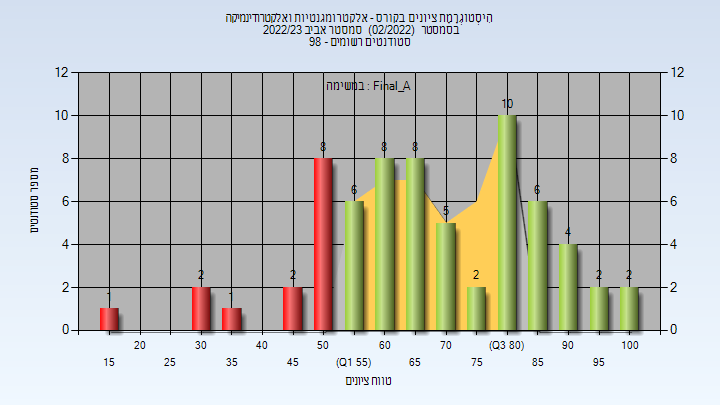 היסטוגרמת ציונים בקורס - אלקטרומגנטיות ואלקטרודינמיקה
בסמסטר (02/2022) סמסטר אביב 2022/23
סטודנטים רשומים - 98
במשימה : Final_A
12 12
10 10
8 8
6 6
4 4
2 2
0 0
1 2 1 2 8 6 8 8 5 2 10 6 4 2 2
מספר סטודנטים
20 30 40 50 60 70 (Q3 80) 90 100
15 25 35 45 (Q1 55) 65 75 85 95
טווח ציונים